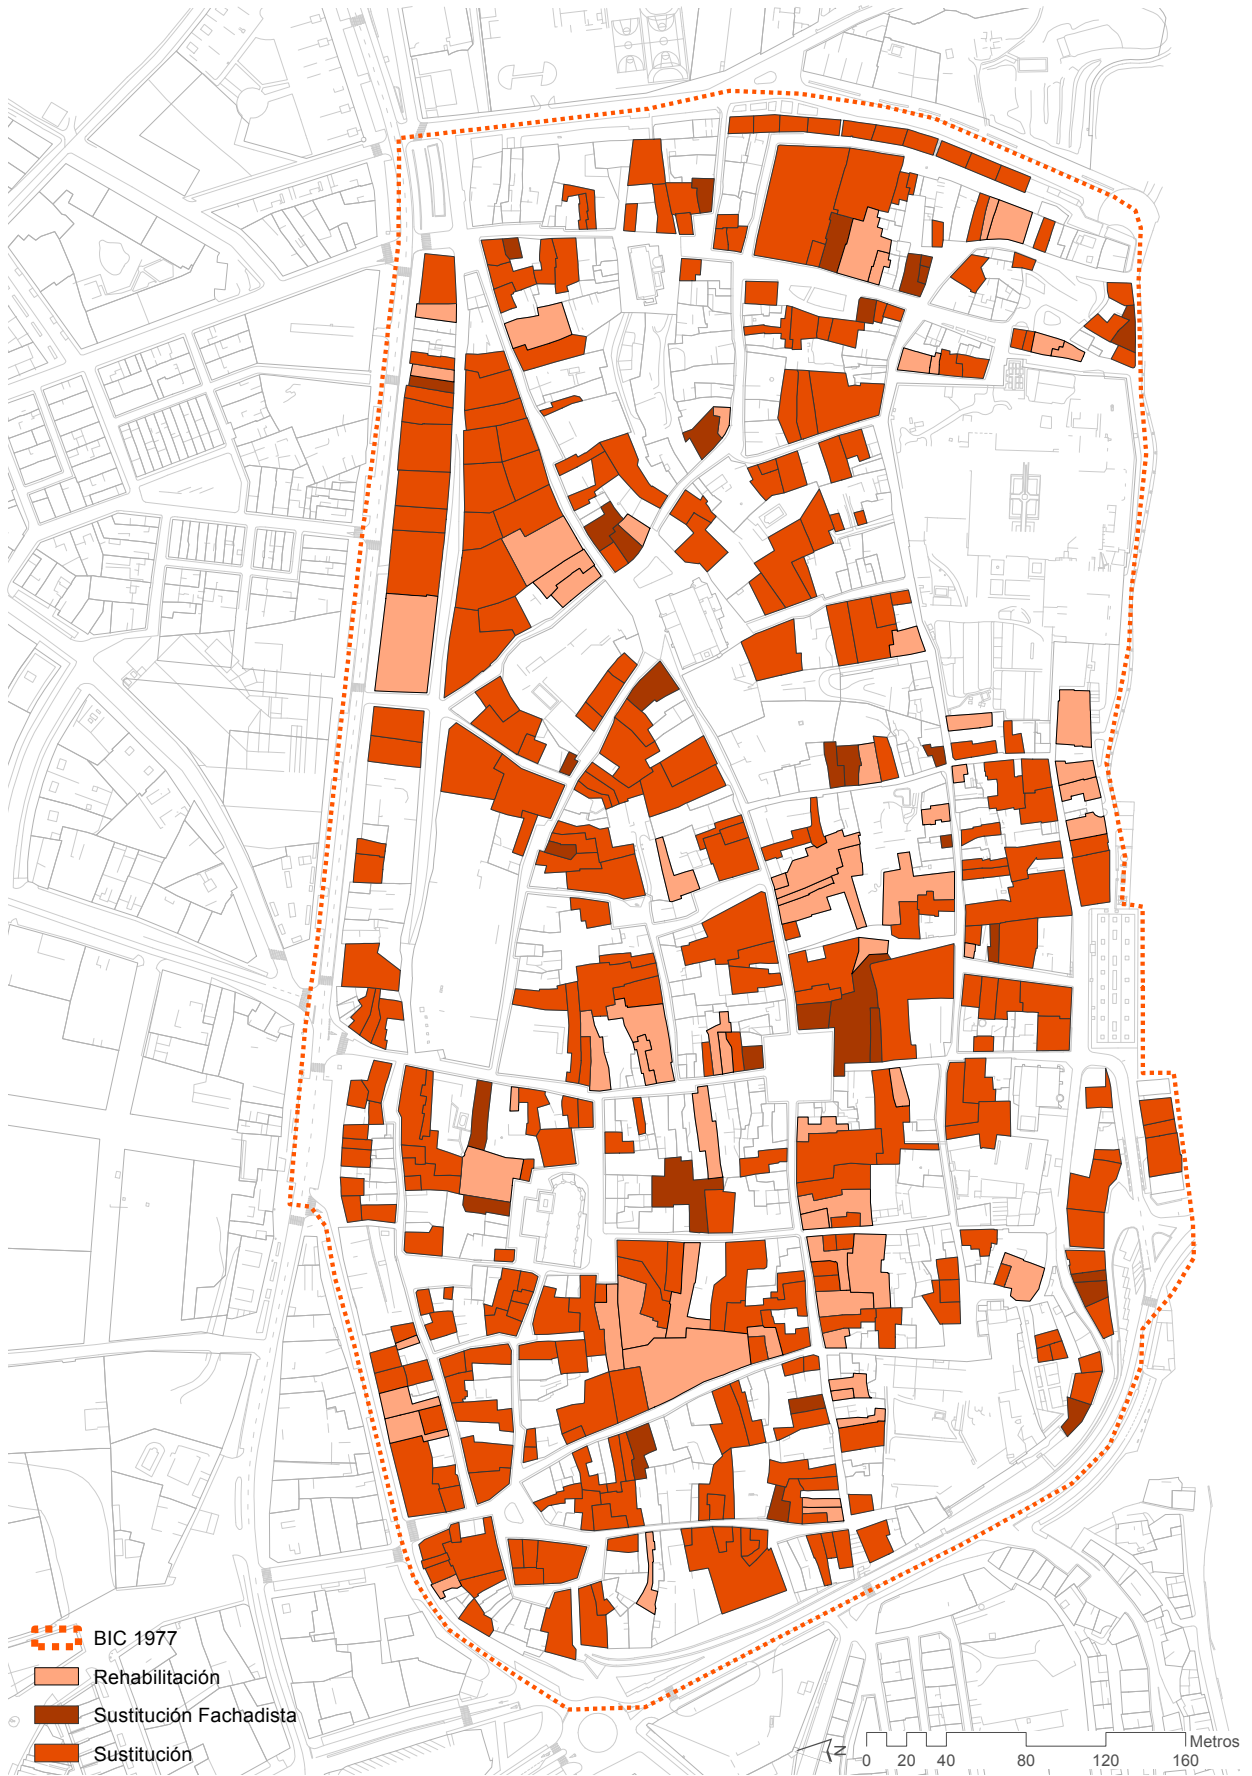 BIC 1977
Rehabilitación
Sustitución Fachadista
Sustitución
N
Metros
0 20 40 80 120 160